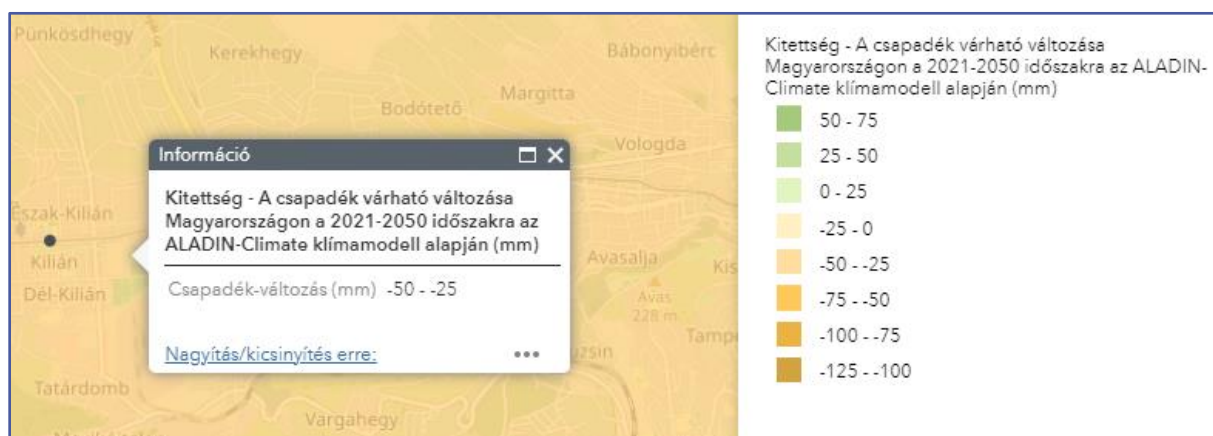 Pünkösdhegy
Kerekhegy
Bábonyibérc
Margitta
Bodótető
Vologda
Észak-Kilián
Kilián
Dél-Kilián
Avasalja
Kis
Avas
228 m
Tatárdomb
Vargahegy
Információ
Kitettség - A csapadék várható változása
Magyarországon a 2021-2050 időszakra az
ALADIN-Climate klímamodell alapján (mm)
Csapadék-változás (mm) -50 - -25
Nagyítás/kicsinyítés erre:
Kitettség - A csapadék várható változása
Magyarországon a 2021-2050 időszakra az ALADIN-
Climate klímamodell alapján (mm)
50 - 75
25 - 50
0 - 25
-25 - 0
-50 - -25
-75 - -50
-100 - -75
-125 - -100